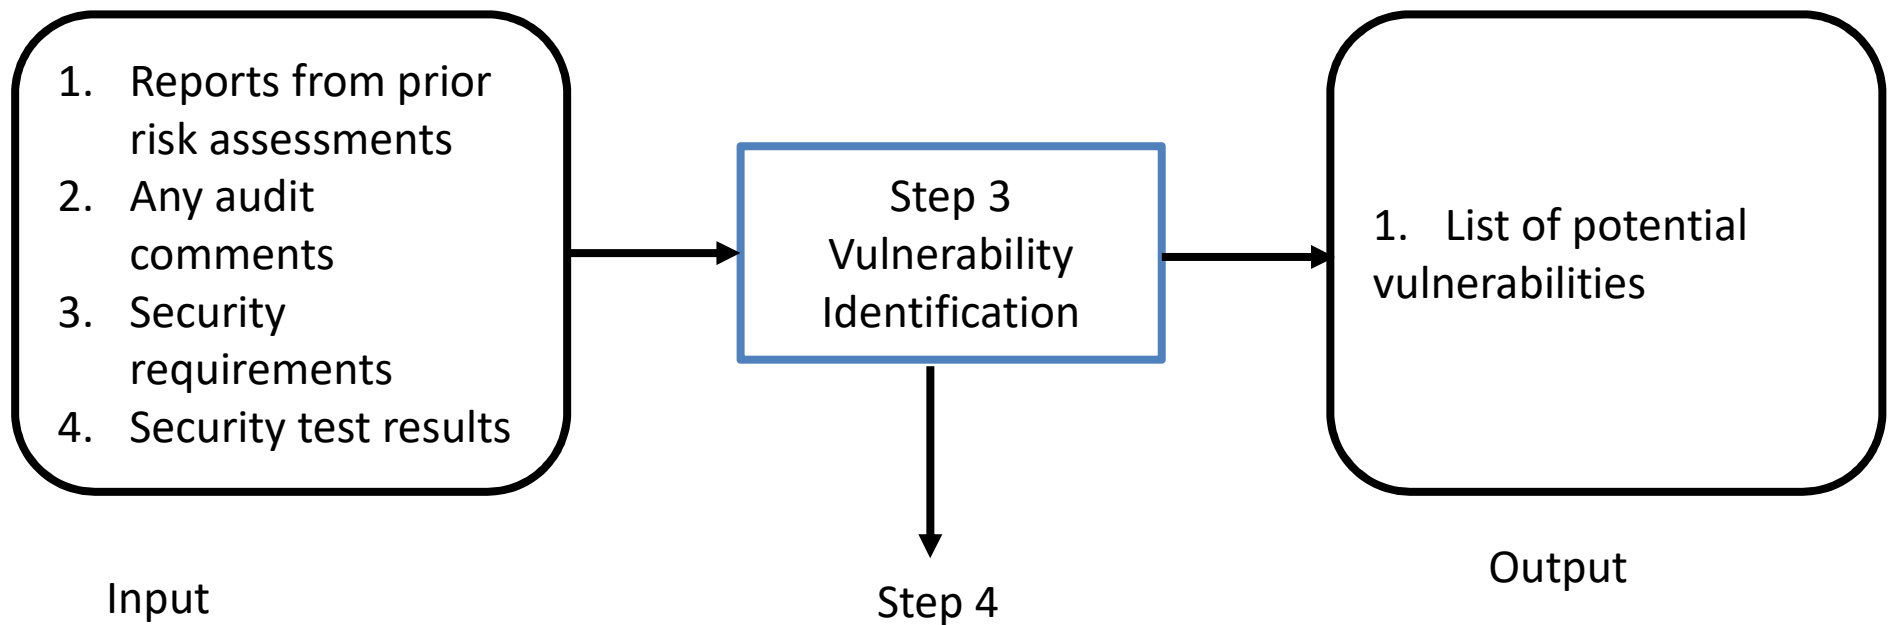 1. Reports from prior
risk assessments
2. Any audit
comments
3. Security
requirements
4. Security test results
Input
Step 3
Vulnerability
Identification
Step 4
1. List of potential
vulnerabilities
Output